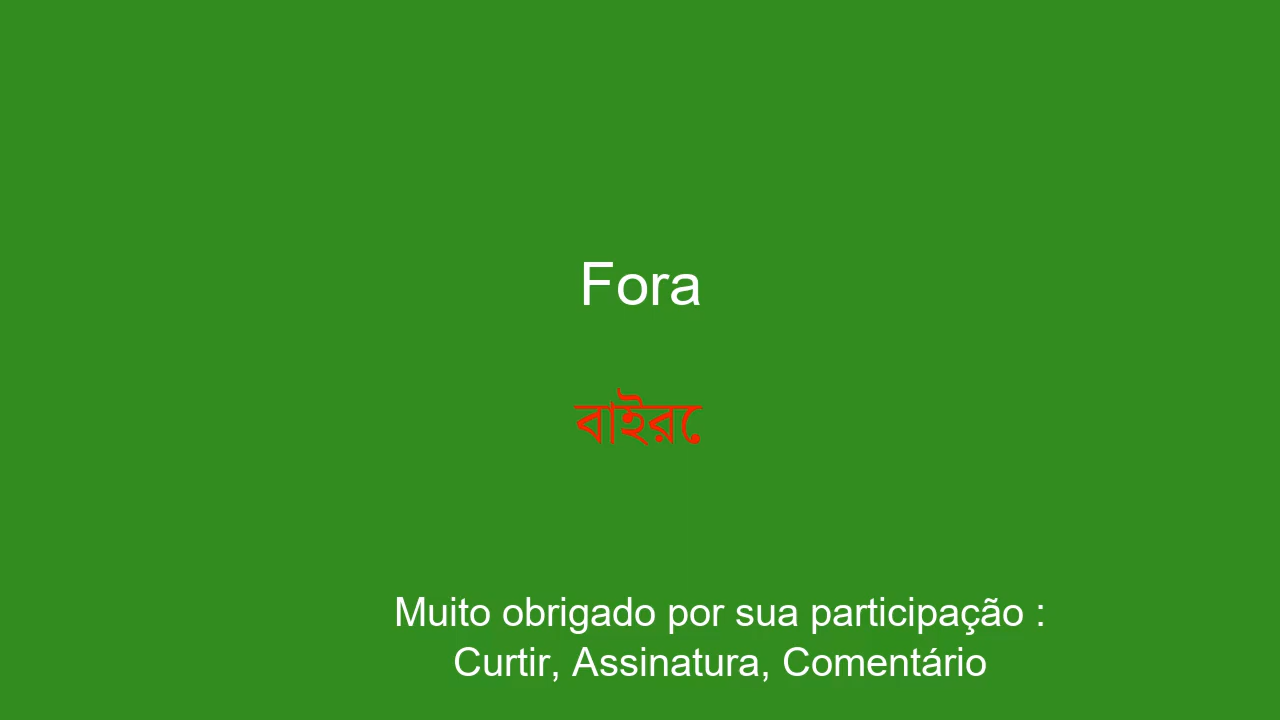 Fora
বাইরে
Muito obrigado por sua participação :
Curtir, Assinatura, Comentário